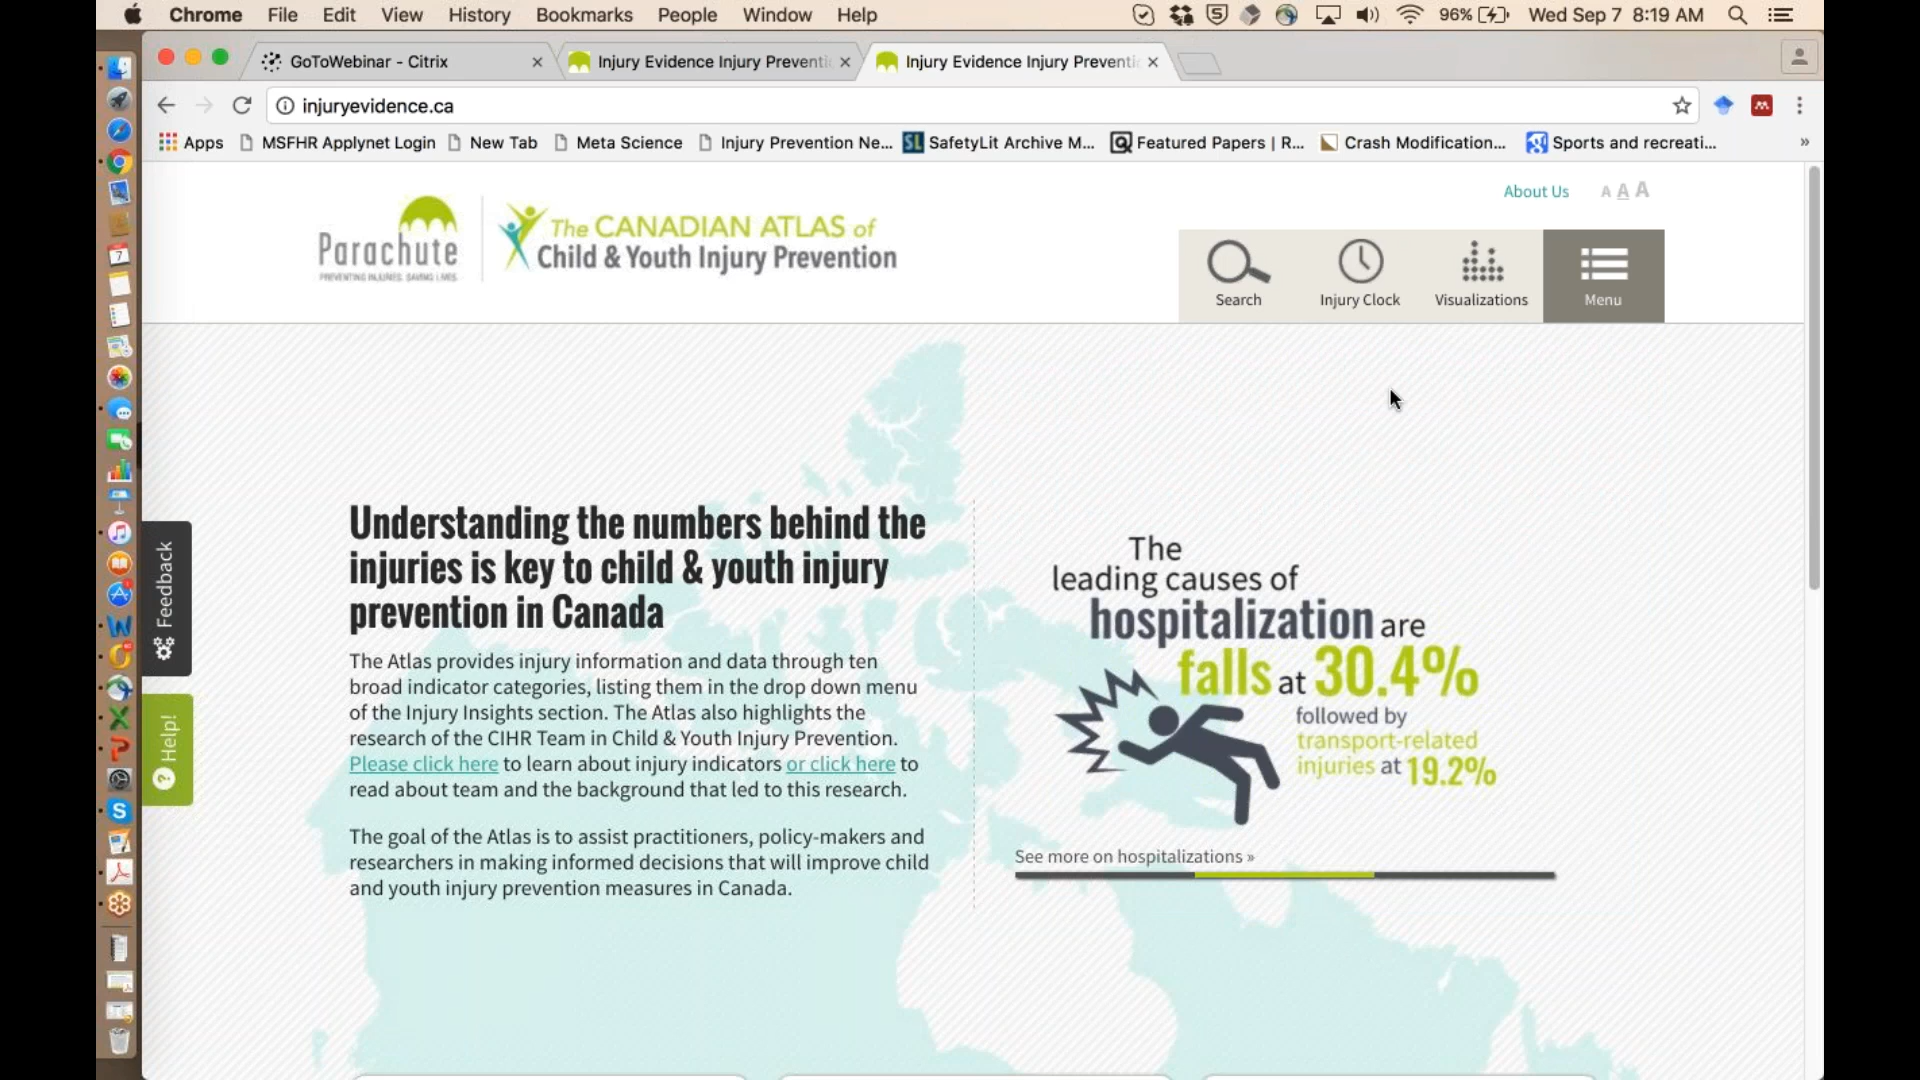 Chrome File Edit View History Bookmarks People Window Help 96% Wed Sep 7 8:19 AM
GoToWebinar - Citrix Injury Evidence Injury Preventi Injury Evidence Injury Preventi
injuryevidence.ca
Apps MSFHR Applynet Login New Tab Meta Science Injury Prevention Ne... SafetyLit Archive M... Featured Papers | R... Crash Modification... Sports and recreati... »
About Us A A A
Parachute
PREVENTING INJURIES. SAVING LIVES.
The CANADIAN ATLAS of
Child & Youth Injury Prevention
Search Injury Clock Visualizations Menu
Feedback
Help!
Understanding the numbers behind the
injuries is key to child & youth injury
prevention in Canada
The Atlas provides injury information and data through ten
broad indicator categories, listing them in the drop down menu
of the Injury Insights section. The Atlas also highlights the
research of the CIHR Team in Child & Youth Injury Prevention.
Please click here to learn about injury indicators or click here to
read about team and the background that led to this research.
The goal of the Atlas is to assist practitioners, policy-makers and
researchers in making informed decisions that will improve child
and youth injury prevention measures in Canada.
The
leading causes of
hospitalization are
falls at 30.4%
followed by
transport-related
injuries at 19.2%
See more on hospitalizations »